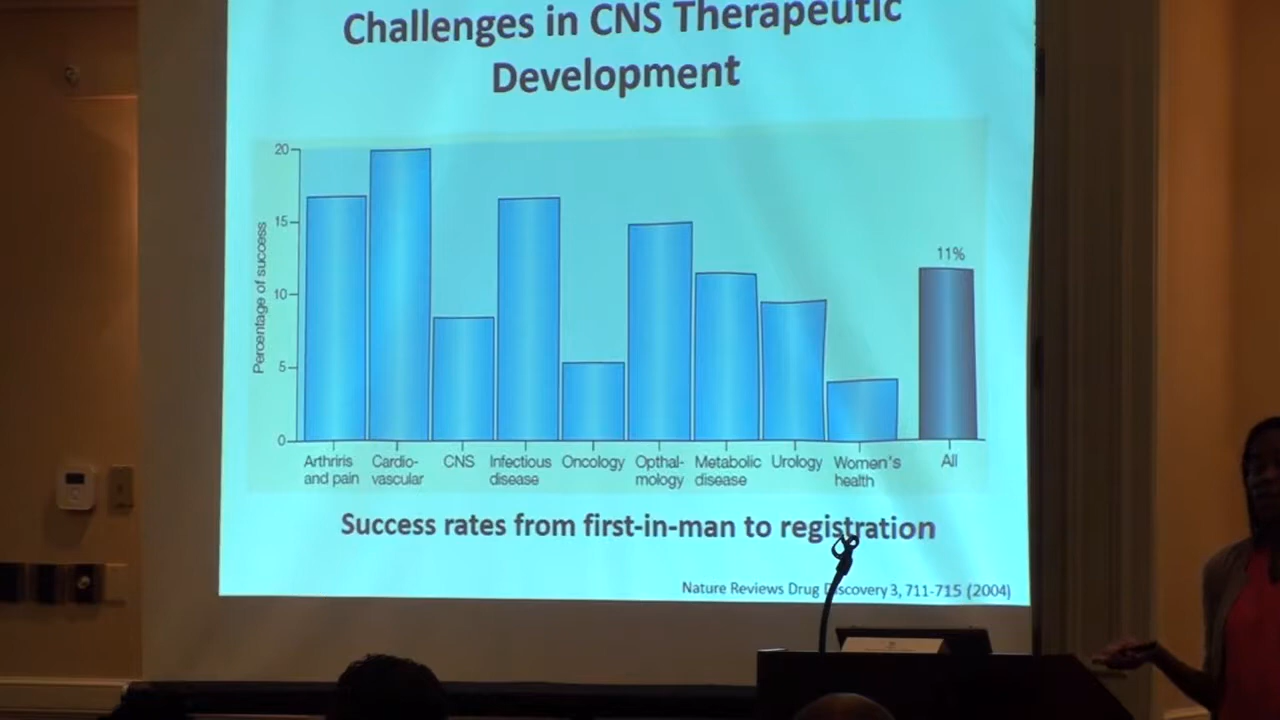 Challenges in CNS Therapeutic
Development
20
15
10
5
0
Percentage of success
11%
Arthriris and pain
Cardio-vascular
CNS
Infectious disease
Oncology
Opthal-mology
Metabolic disease
Urology
Women's health
All
Success rates from first-in-man to registration
Nature Reviews Drug Discovery 3, 711-715 (2004)